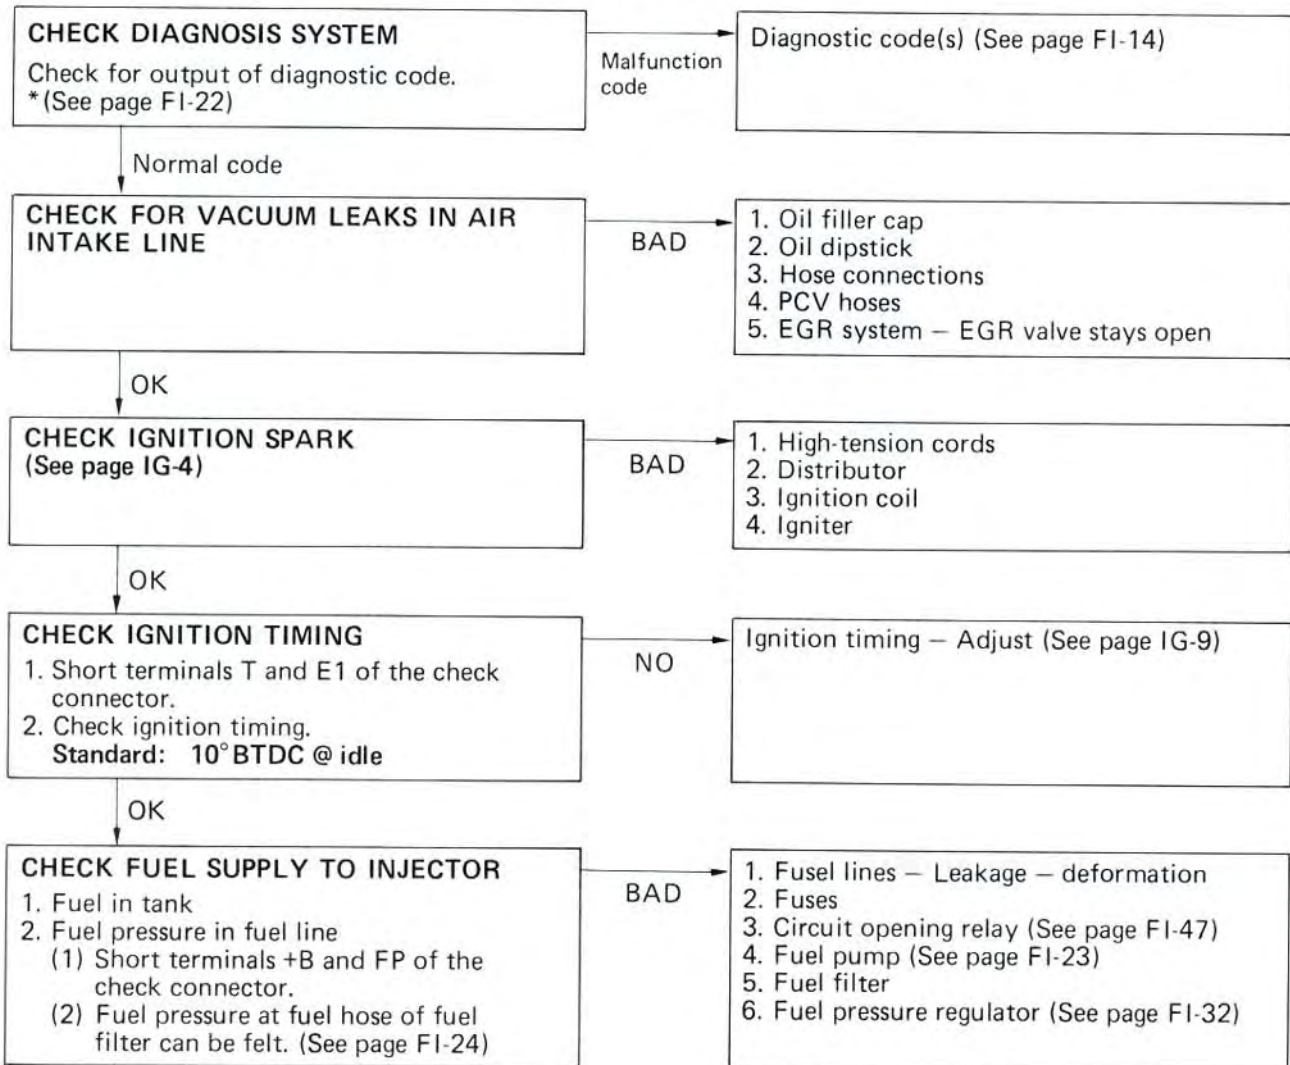 CHECK DIAGNOSIS SYSTEM
Check for output of diagnostic code.
*(See page FI-22)
Malfunction
code
Diagnostic code(s) (See page FI-14)
Normal code
CHECK FOR VACUUM LEAKS IN AIR
INTAKE LINE
BAD
1. Oil filler cap
2. Oil dipstick
3. Hose connections
4. PCV hoses
5. EGR system — EGR valve stays open
OK
CHECK IGNITION SPARK
(See page IG-4)
BAD
1. High-tension cords
2. Distributor
3. Ignition coil
4. Igniter
OK
CHECK IGNITION TIMING
1. Short terminals T and E1 of the check
connector.
2. Check ignition timing.
Standard: 10° BTDC @ idle
NO
Ignition timing — Adjust (See page IG-9)
OK
CHECK FUEL SUPPLY TO INJECTOR
1. Fuel in tank
2. Fuel pressure in fuel line
(1) Short terminals +B and FP of the
check connector.
(2) Fuel pressure at fuel hose of fuel
filter can be felt. (See page FI-24)
BAD
1. Fusel lines — Leakage — deformation
2. Fuses
3. Circuit opening relay (See page FI-47)
4. Fuel pump (See page FI-23)
5. Fuel filter
6. Fuel pressure regulator (See page FI-32)